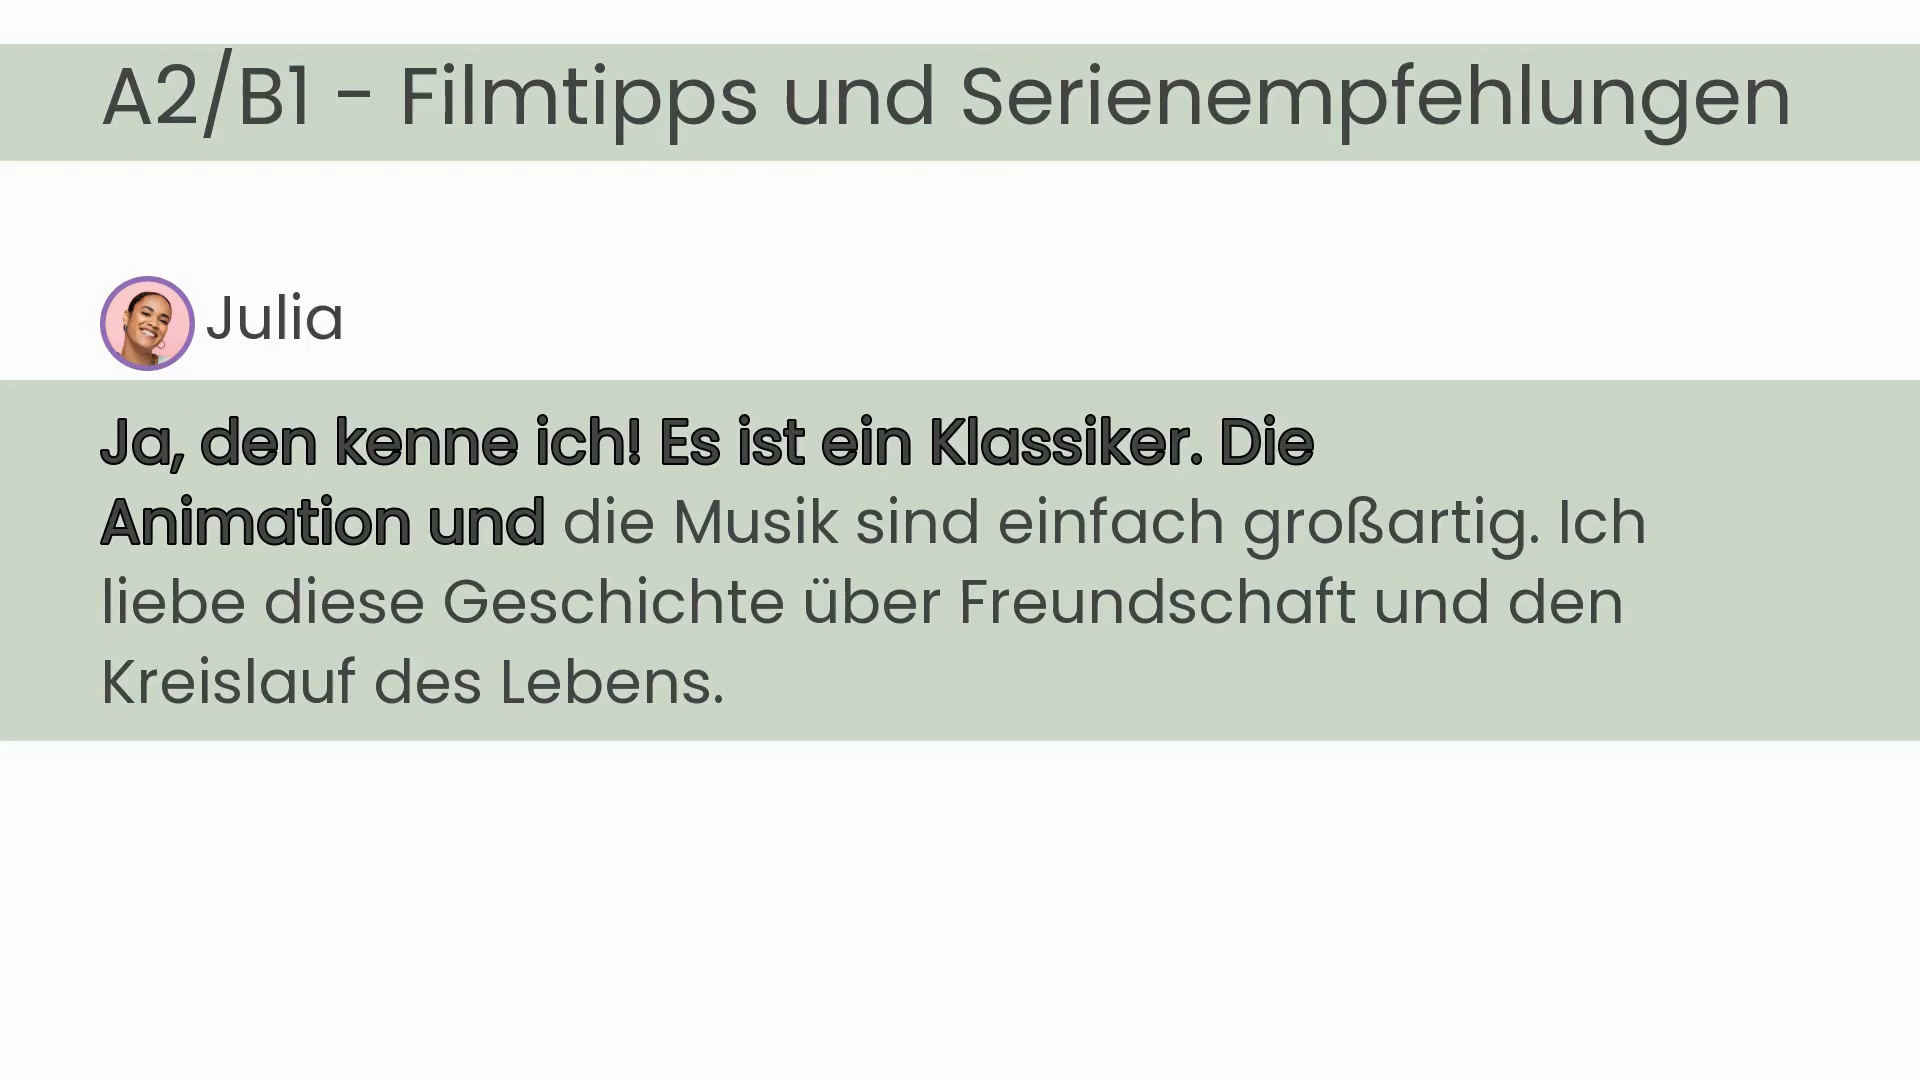 A2/B1 - Filmtipps und Serienempfehlungen
Julia
Ja, den kenne ich! Es ist ein Klassiker. Die
Animation und die Musik sind einfach großartig. Ich
liebe diese Geschichte über Freundschaft und den
Kreislauf des Lebens.